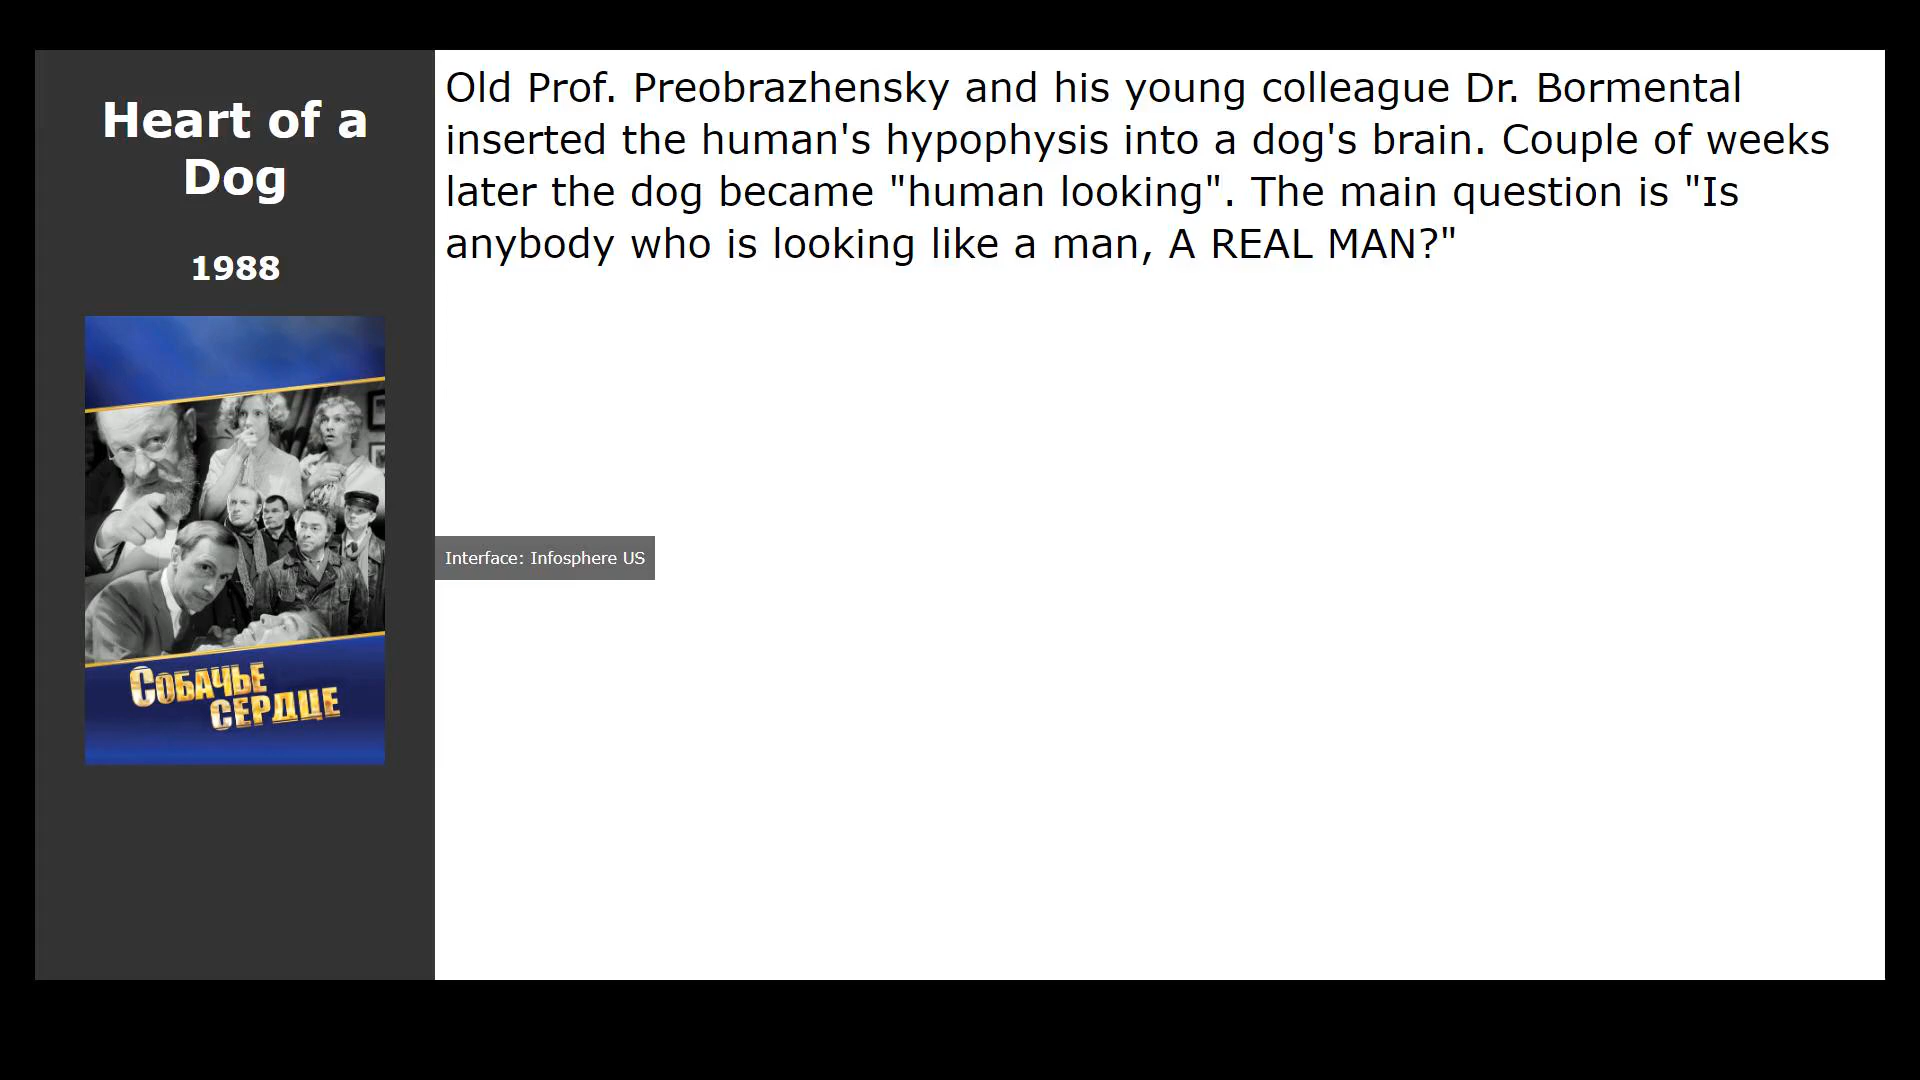 Heart of a
Dog
1988
СОБАЧЬЕ
СЕРДЦЕ
Old Prof. Preobrazhensky and his young colleague Dr. Bormental
inserted the human's hypophysis into a dog's brain. Couple of weeks
later the dog became "human looking". The main question is "Is
anybody who is looking like a man, A REAL MAN?"
Interface: Infosphere US